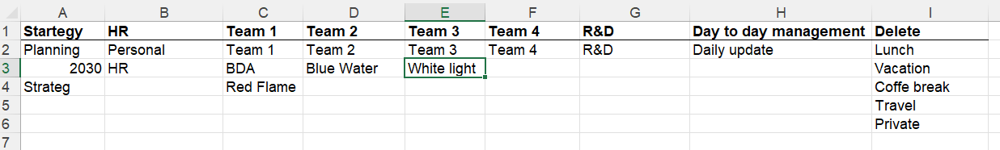 A B C D E F G H I
1 Startegy HR Team 1 Team 2 Team 3 Team 4 R&D Day to day management Delete
2 Planning Personal Team 1 Team 2 Team 3 Team 4 R&D Daily update Lunch
3 2030 HR BDA Blue Water White light Vacation
4 Strateg Red Flame Coffe break
5 Travel
6 Private
7